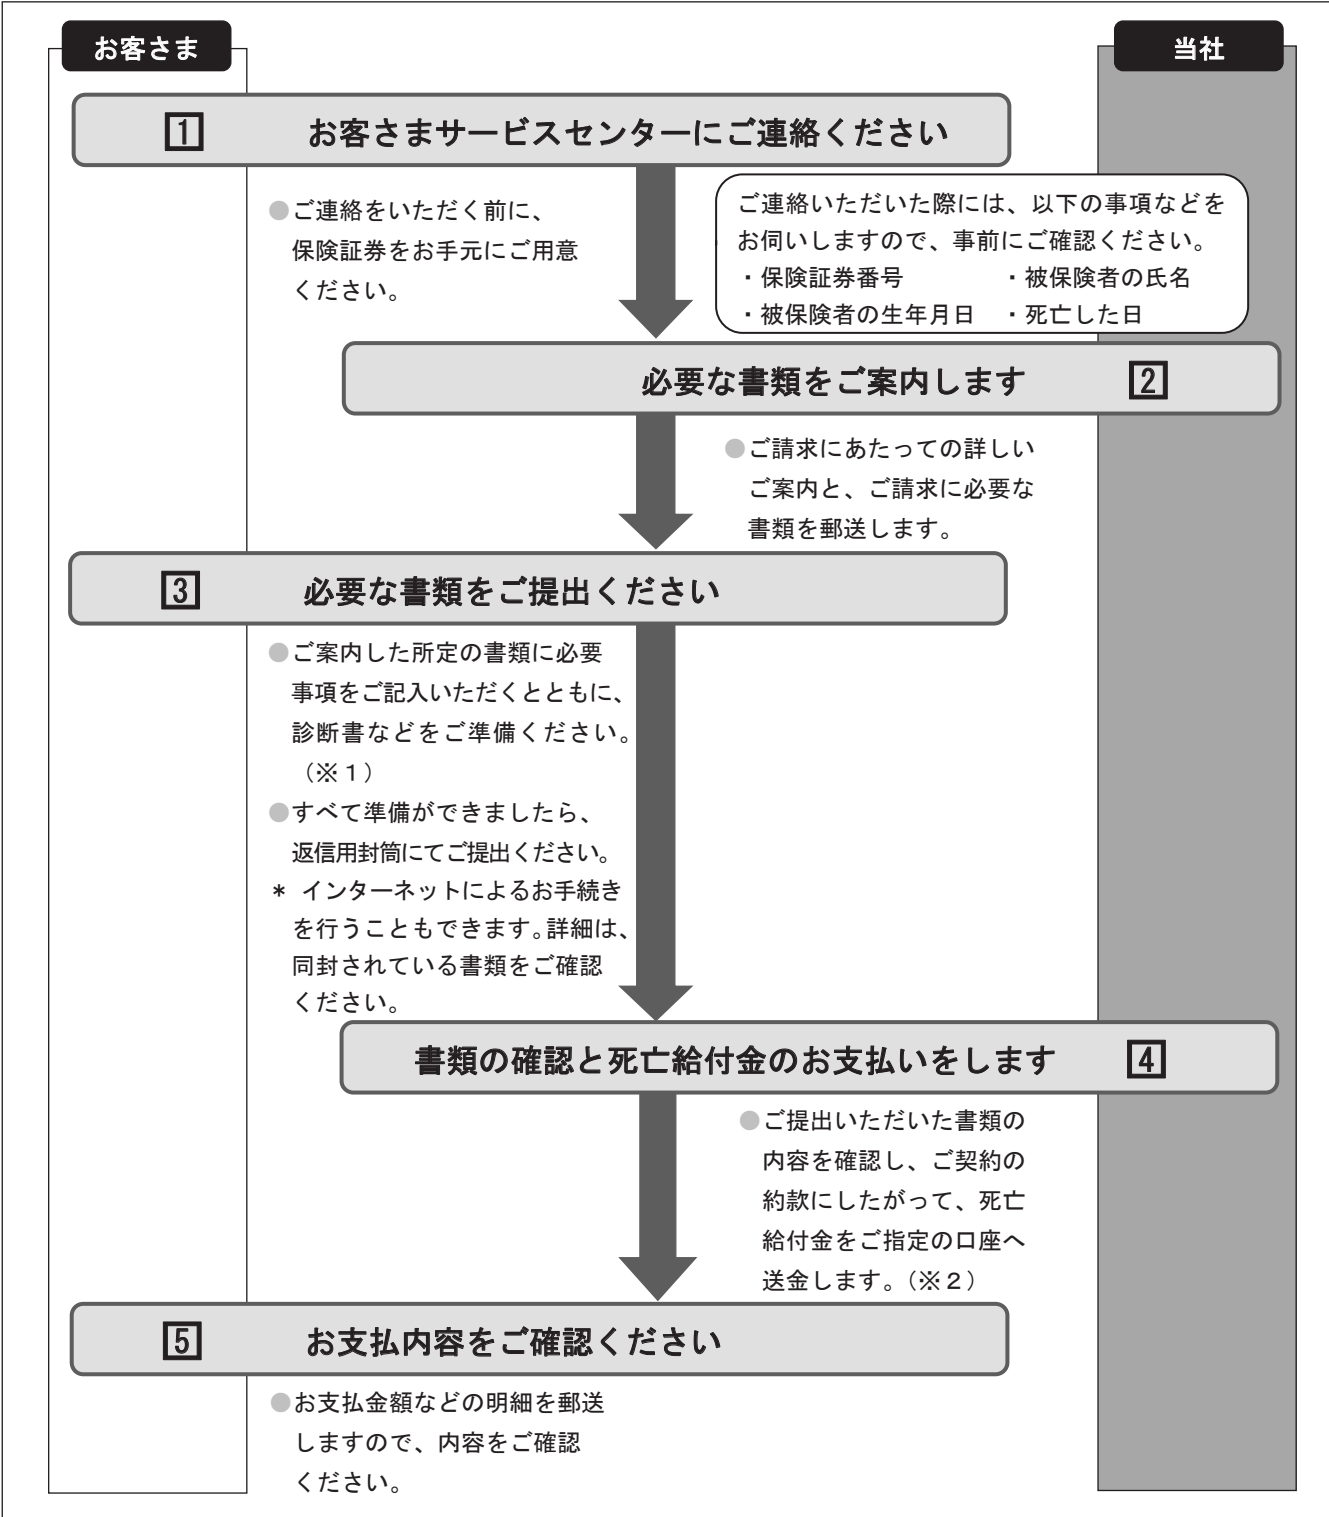 お客さま
当社
1 お客さまサービスセンターにご連絡ください
●ご連絡をいただく前に、
保険証券をお手元にご用意
ください。
ご連絡いただいた際には、以下の事項などを
お伺いしますので、事前にご確認ください。
・保険証券番号 ・被保険者の氏名
・被保険者の生年月日 ・死亡した日
必要な書類をご案内します 2
●ご請求にあたっての詳しい
ご案内と、ご請求に必要な
書類を郵送します。
3 必要な書類をご提出ください
●ご案内した所定の書類に必要
事項をご記入いただくとともに、
診断書などをご準備ください。
（※１）
●すべて準備ができましたら、
返信用封筒にてご提出ください。
* インターネットによるお手続き
を行うこともできます。詳細は、
同封されている書類をご確認
ください。
書類の確認と死亡給付金のお支払いをします 4
●ご提出いただいた書類の
内容を確認し、ご契約の
約款にしたがって、死亡
給付金をご指定の口座へ
送金します。（※２）
5 お支払内容をご確認ください
●お支払金額などの明細を郵送
しますので、内容をご確認
ください。